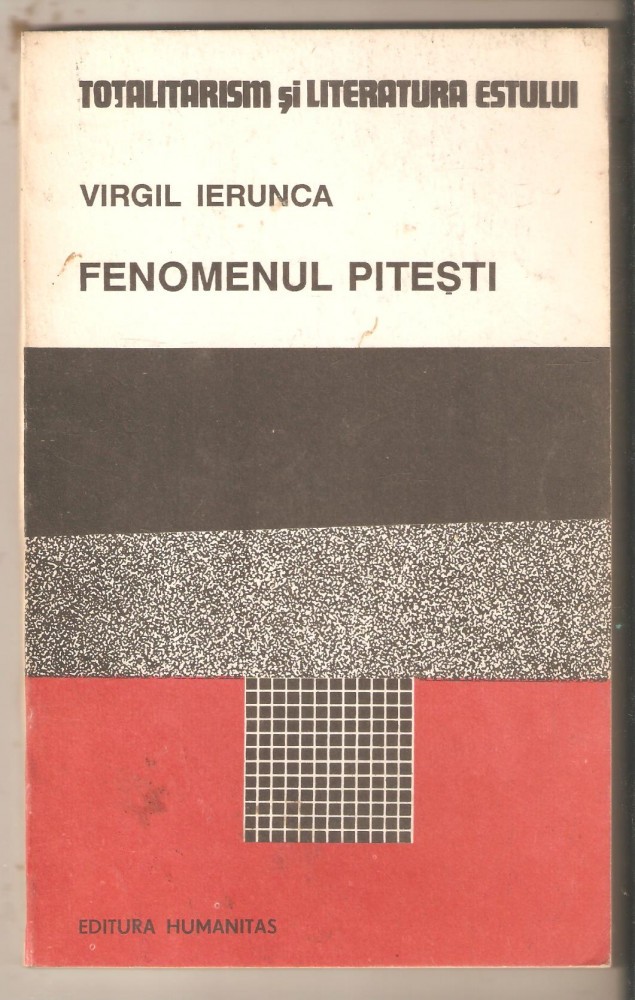 TOTALITARISM și LITERATURA ESTULUI
VIRGIL IERUNCA
FENOMENUL PITEȘTI
EDITURA HUMANITAS